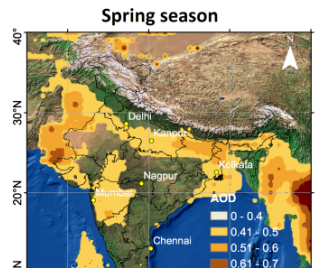 Spring season
40°
N
30°N
Delhi
Kanpur
Kolkata
Nagpur
20°N
Mumbai
AOD
0 - 0.4
0.41 - 0.5
0.51 - 0.6
Chennai
0.61 - 0.7
N